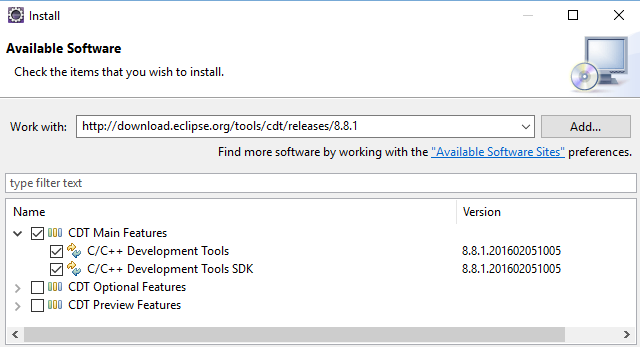 Install
Available Software
Check the items that you wish to install.
Work with: http://download.eclipse.org/tools/cdt/releases/8.8.1 Add...
Find more software by working with the "Available Software Sites" preferences.
type filter text
Name Version
CDT Main Features
C/C++ Development Tools 8.8.1.201602051005
C/C++ Development Tools SDK 8.8.1.201602051005
CDT Optional Features
CDT Preview Features